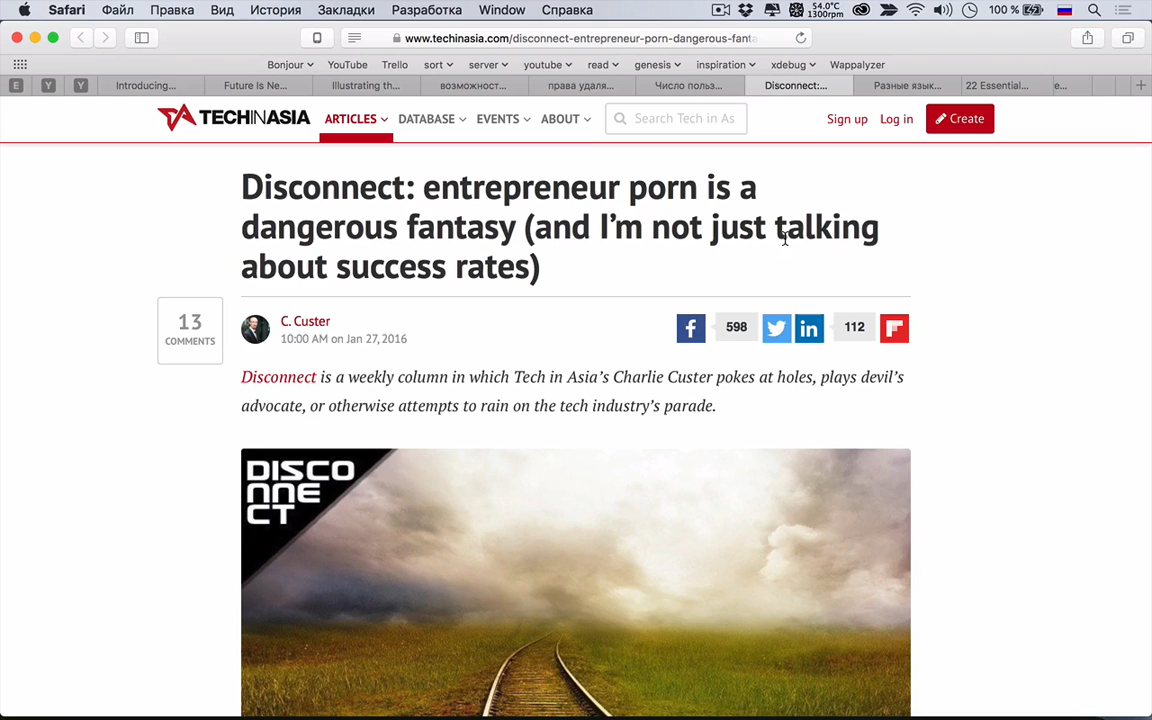 Safari Файл Правка Вид История Закладки Разработка Window Справка 54.0°C 1300rpm 100 %
www.techinasia.com/disconnect-entrepreneur-porn-dangerous-fanta
Bonjour YouTube Trello sort server youtube read genesis inspiration xdebug Wappalyzer
E Y Y Introducing... Future Is Ne... Illustrating th... возможност... права удаля... Число польз... Disconnect:... Разные язык... 22 Essential... e...
TECHINASIA ARTICLES DATABASE EVENTS ABOUT Search Tech in As Sign up Log in Create
Disconnect: entrepreneur porn is a
dangerous fantasy (and I'm not just talking
about success rates)
13
COMMENTS
C. Custer
10:00 AM on Jan 27, 2016
598 112
Disconnect is a weekly column in which Tech in Asia's Charlie Custer pokes at holes, plays devil's
advocate, or otherwise attempts to rain on the tech industry's parade.
DISCO
NNE
CT